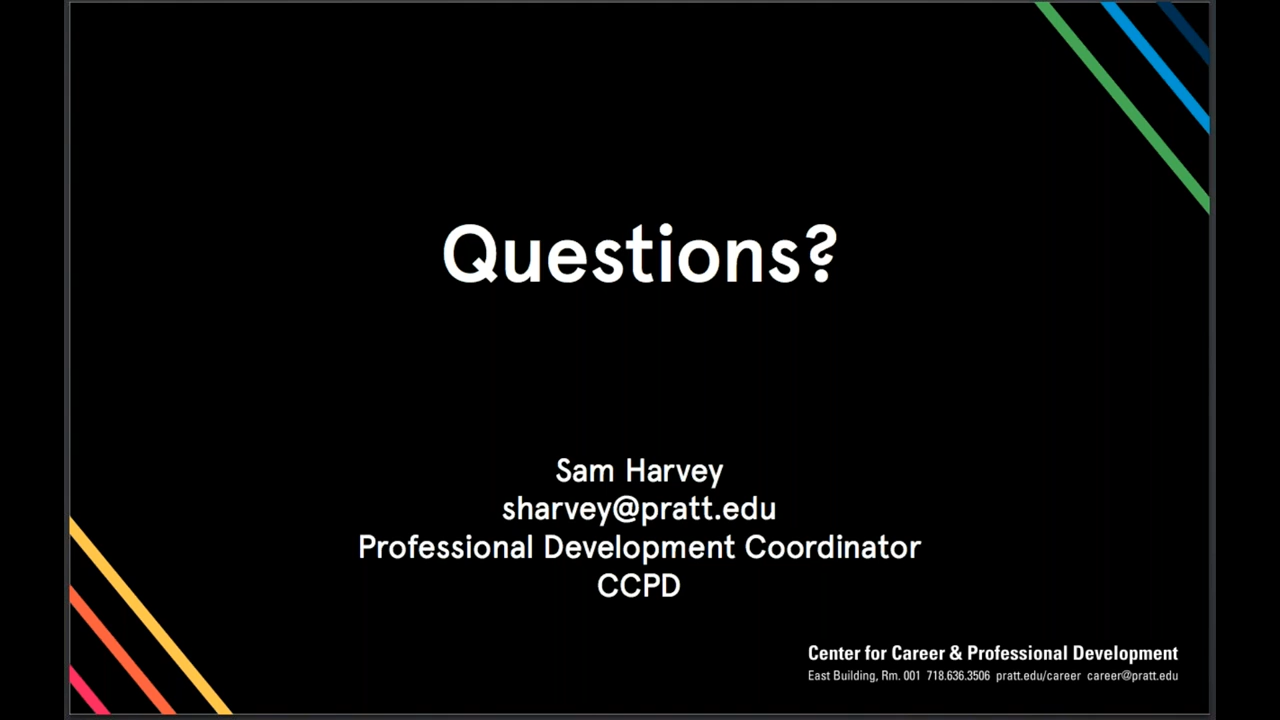 Questions?
Sam Harvey
sharvey@pratt.edu
Professional Development Coordinator
CCPD
Center for Career & Professional Development
East Building, Rm. 001 718.636.3506 pratt.edu/career career@pratt.edu